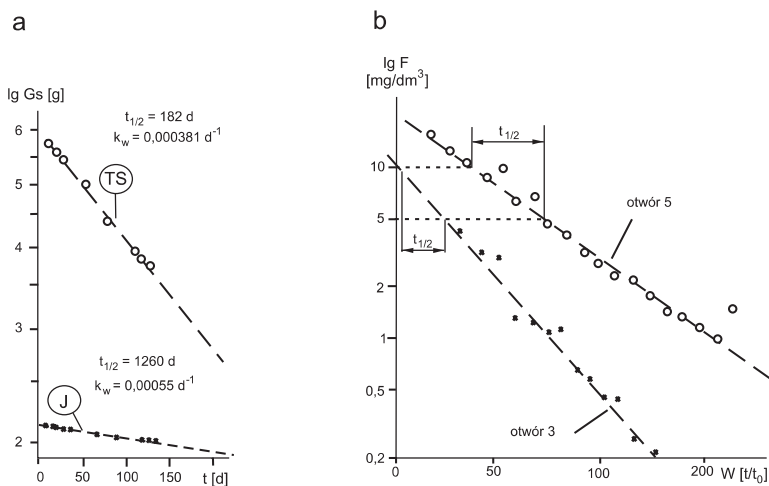 a
lg Gs [g]
t1/2 = 182 d
kw = 0,000381 d-1
6
5
4
3
2
TS
t1/2 = 1260 d
kw = 0,00055 d-1
J
0 50 100 150 t [d]
b
lg F
[mg/dm3]
t1/2
10
5
2
1
0,5
0,2
t1/2
otwór 5
otwór 3
0 50 100 200 W [t/t0]